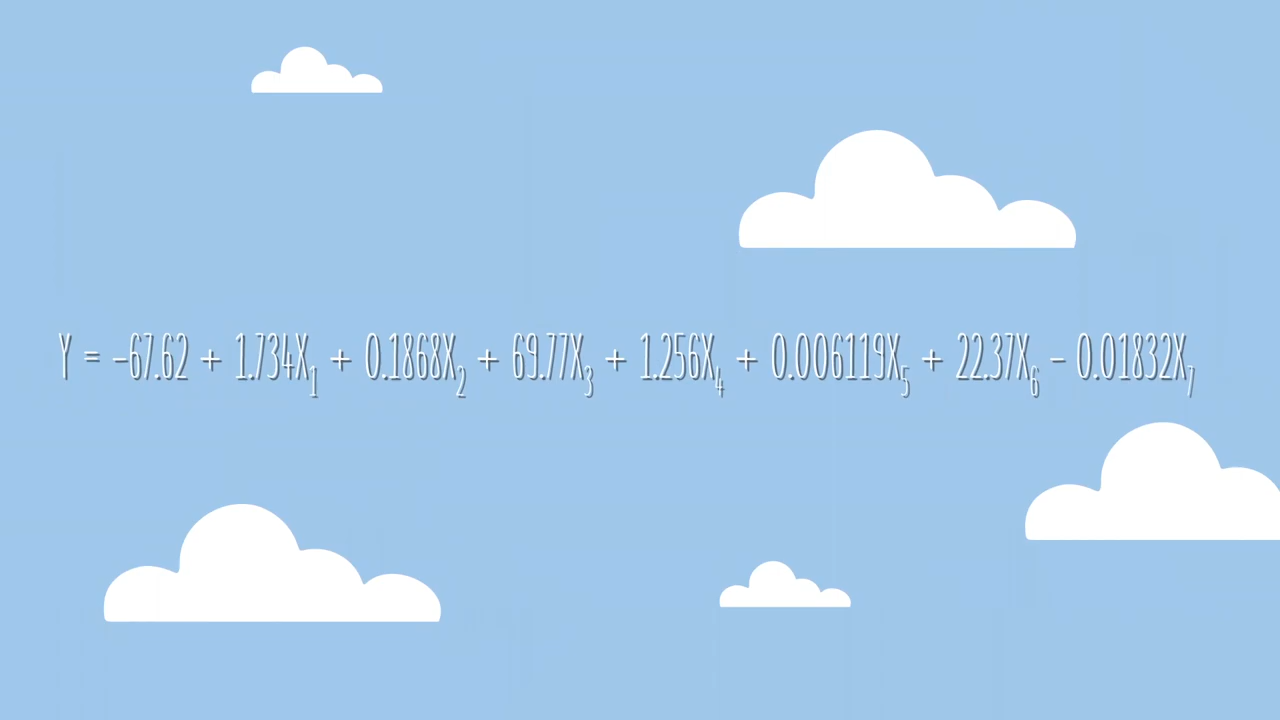 Y = −67.62 + 1.734X₁ + 0.1868X₂ + 69.77X₃ + 1.256X₄ + 0.006119X₅ + 22.37X₆ − 0.01832X₇